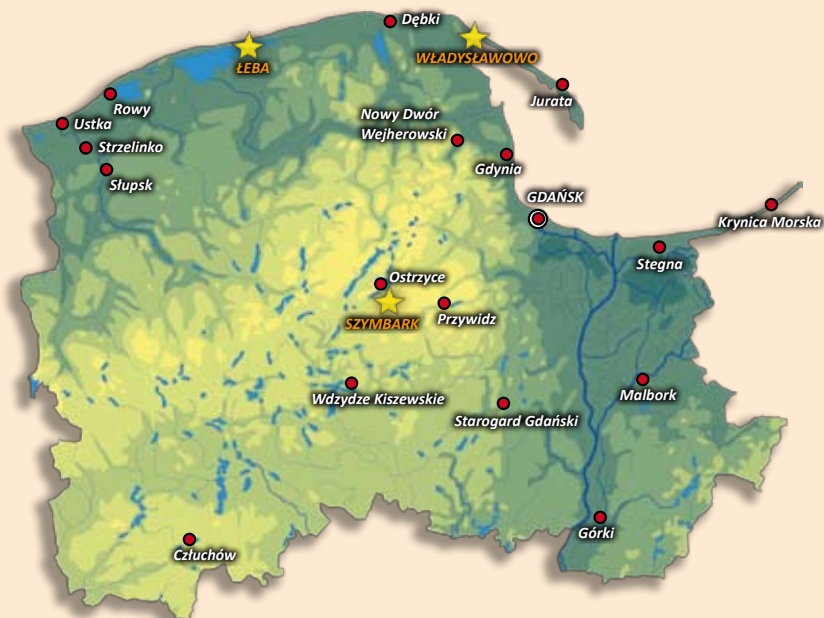 Dębki
ŁEBA
WŁADYSŁAWOWO
Jurata
Rowy
Ustka
Nowy Dwór
Wejherowski
Strzelinko
Gdynia
Słupsk
GDAŃSK
Krynica Morska
Stegna
Ostrzyce
SZYMBARK
Przywidz
Wdzydze Kiszewskie
Malbork
Starogard Gdański
Górki
Człuchów